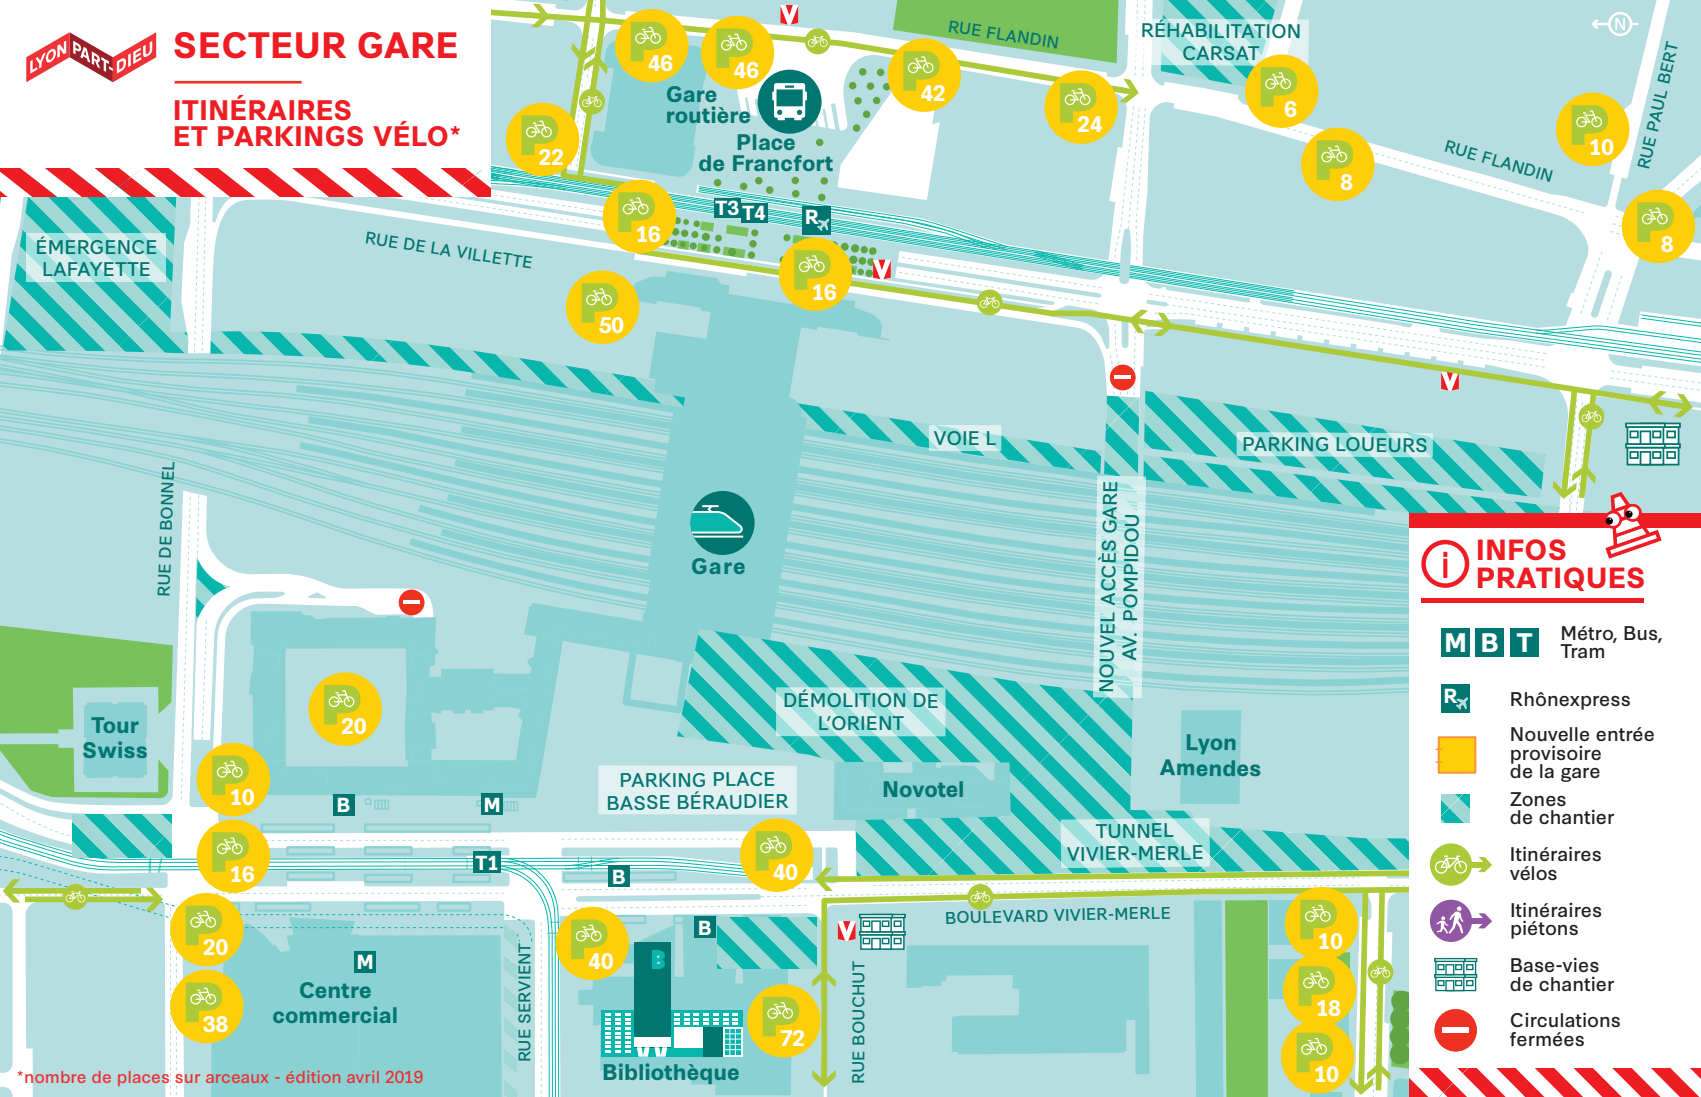 LYON PART-DIEU
SECTEUR GARE
ITINÉRAIRES
ET PARKINGS VÉLO*
P 46
P 46
V
RUE FLANDIN
RÉHABILITATION
CARSAT
N
RUE PAUL BERT
P 42
P 24
P 6
P 10
Gare
routière
Place
de Francfort
P 22
P 8
RUE FLANDIN
P 8
P 16
T3
T4
R
ÉMERGENCE
LAFAYETTE
RUE DE LA VILLETTE
P 16
V
P 50
V
VOIE L
PARKING LOUEURS
RUE DE BONNEL
Gare
NOUVEL ACCÈS GARE
AV. POMPIDOU
P 20
Tour
Swiss
DÉMOLITION DE
L'ORIENT
Lyon
Amendes
P 10
B
M
PARKING PLACE
BASSE BÉRAUDIER
Novotel
TUNNEL
VIVIER-MERLE
P 16
T1
B
P 40
BOULEVARD VIVIER-MERLE
P 20
P 40
B
V
P 10
M
B
Centre
commercial
P 38
RUE SERVIENT
P 72
RUE BOUCHUT
P 18
P 10
Bibliothèque
*nombre de places sur arceaux - édition avril 2019
i
INFOS
PRATIQUES
M B T
Métro, Bus,
Tram
R
Rhônexpress
Nouvelle entrée
provisoire
de la gare
Zones
de chantier
Itinéraires
vélos
Itinéraires
piétons
Base-vies
de chantier
Circulations
fermées